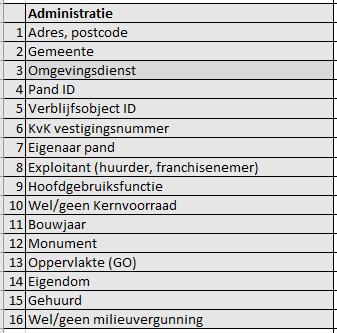 Administratie
1 Adres, postcode
2 Gemeente
3 Omgevingsdienst
4 Pand ID
5 Verblijfsobject ID
6 KvK vestigingsnummer
7 Eigenaar pand
8 Exploitant (huurder, franchisenemer)
9 Hoofdgebruiksfunctie
10 Wel/geen Kernvoorraad
11 Bouwjaar
12 Monument
13 Oppervlakte (GO)
14 Eigendom
15 Gehuurd
16 Wel/geen milieuvergunning